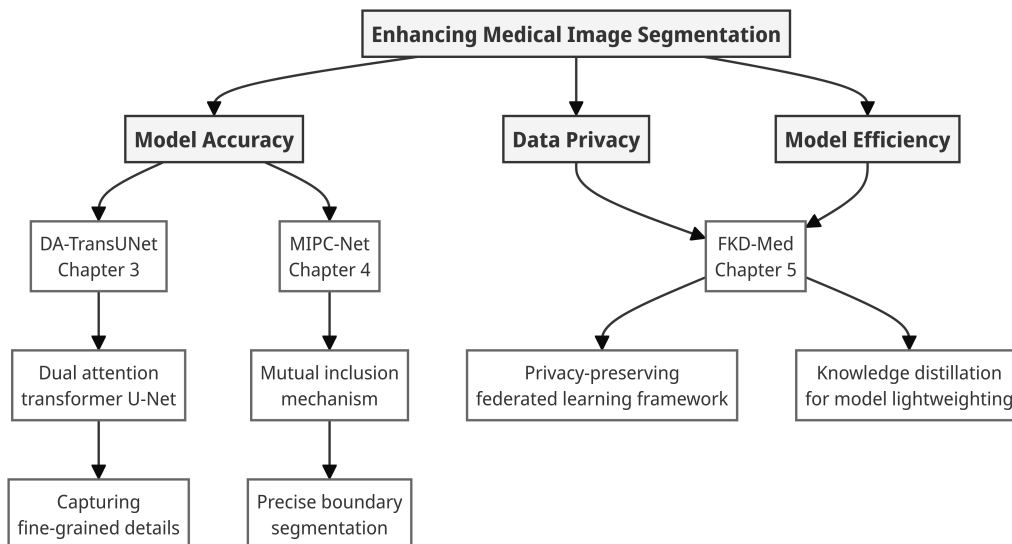 Enhancing Medical Image Segmentation
Model Accuracy
Data Privacy
Model Efficiency
DA-TransUNet
Chapter 3
MIPC-Net
Chapter 4
FKD-Med
Chapter 5
Dual attention
transformer U-Net
Mutual inclusion
mechanism
Privacy-preserving
federated learning framework
Knowledge distillation
for model lightweighting
Capturing
fine-grained details
Precise boundary
segmentation